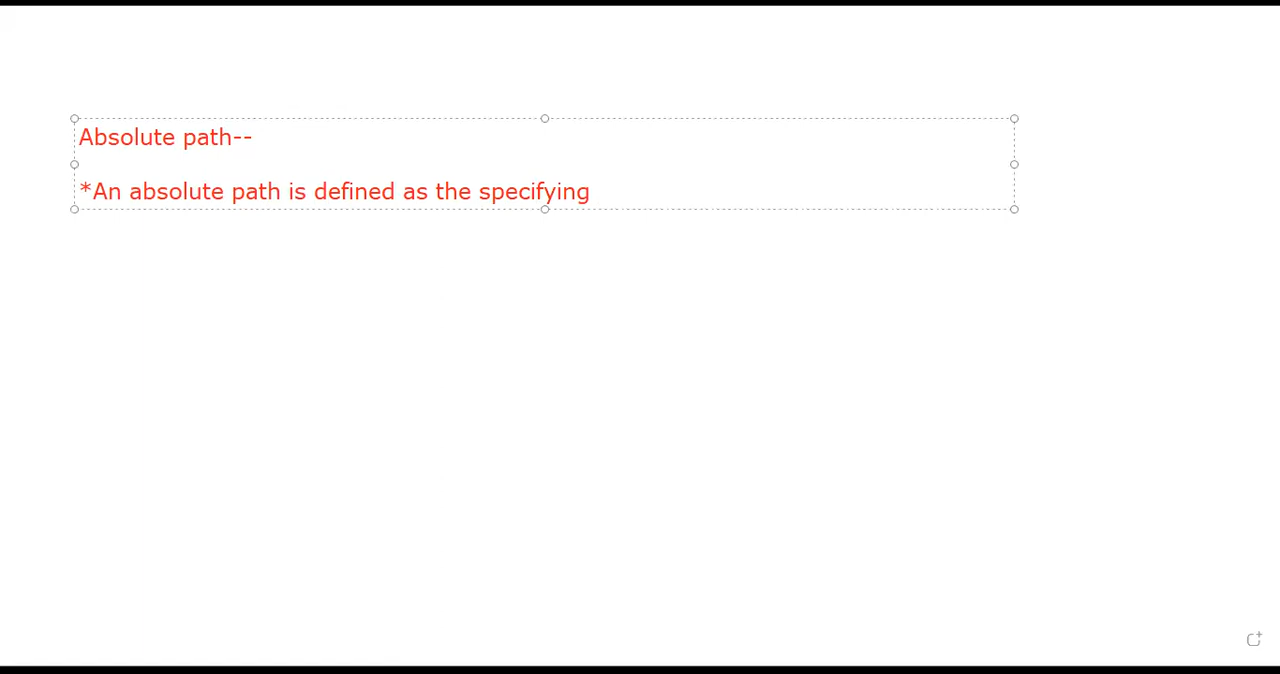 Absolute path--
*An absolute path is defined as the specifying